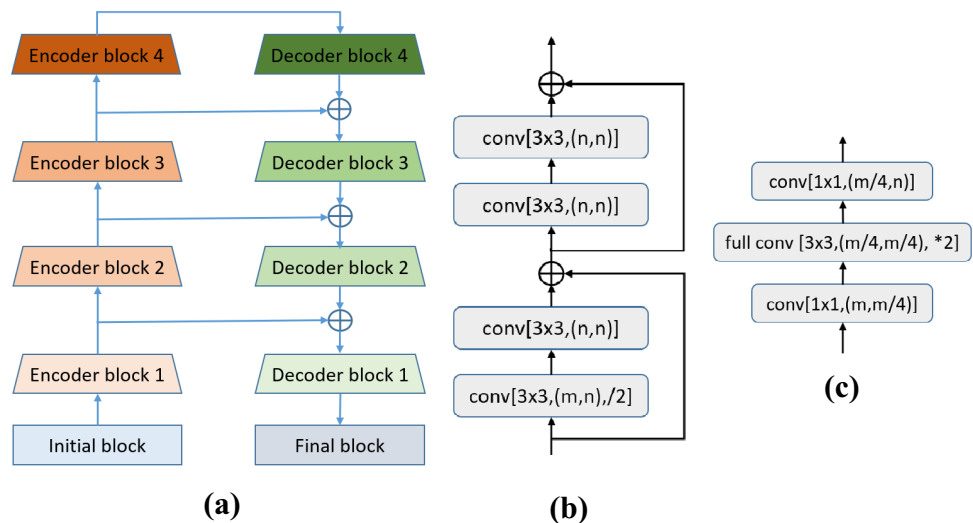 Encoder block 4
Decoder block 4
Encoder block 3
Decoder block 3
Encoder block 2
Decoder block 2
Encoder block 1
Decoder block 1
Initial block
Final block
(a)
conv[3x3,(n,n)]
conv[3x3,(n,n)]
conv[3x3,(n,n)]
conv[3x3,(m,n),/2]
(b)
conv[1x1,(m/4,n)]
full conv [3x3,(m/4,m/4), *2]
conv[1x1,(m,m/4)]
(c)